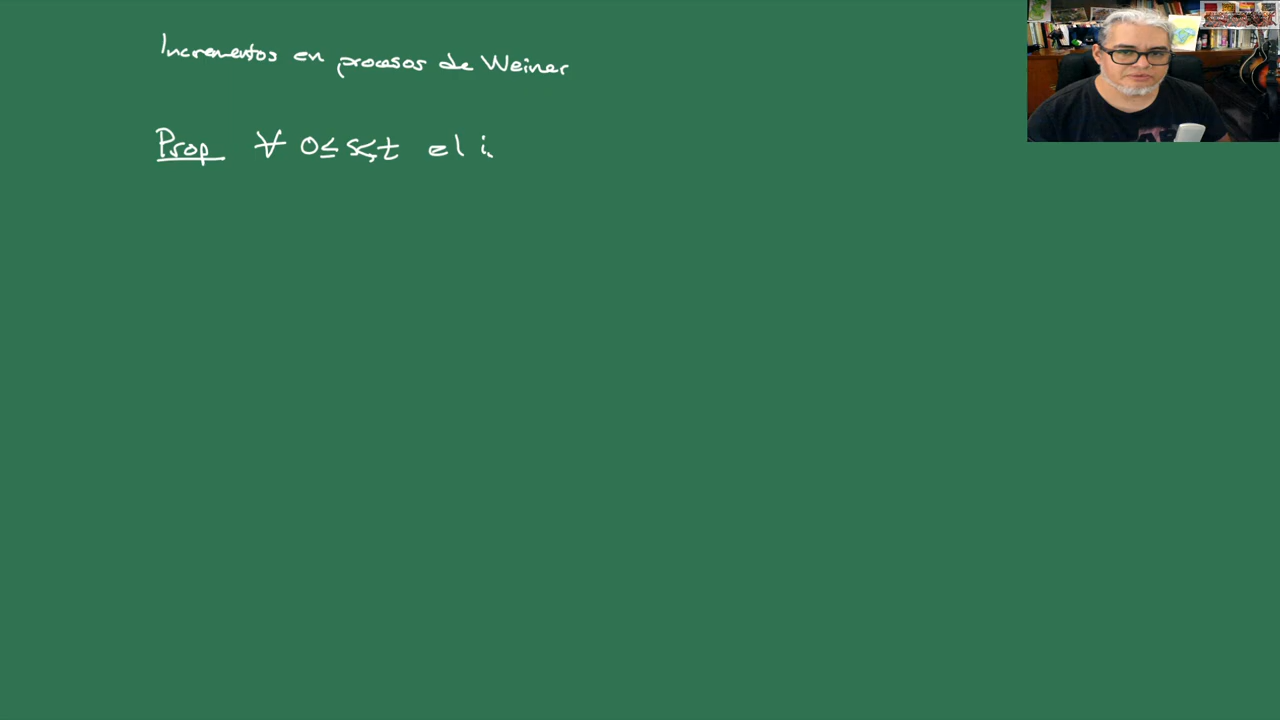 Incrementos en procesos de Weiner
Prop ∀ 0≤s<t el i